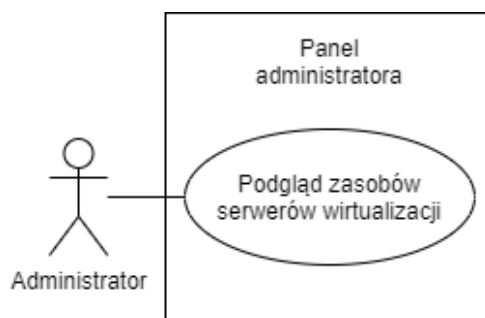 Panel
administratora
Podgląd zasobów
serwerów wirtualizacji
Administrator